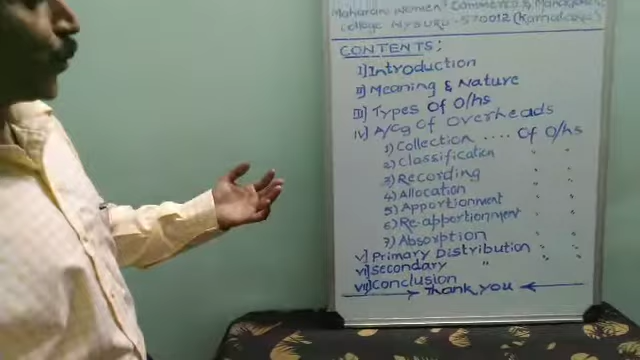 Maharani Women's Commerce & Management
College Mysuru - 570012 (Karnataka)
CONTENTS:
I) Introduction
II) Meaning & Nature
III) Types Of O/hs
IV) A/Cg Of Overheads
1) Collection .... Of O/hs
2) Classification " "
3) Recording " "
4) Allocation " "
5) Apportionment " "
6) Re-apportionment " "
7) Absorption " "
V) Primary Distribution " "
VI) Secondary " " "
VII) Conclusion
Thank you